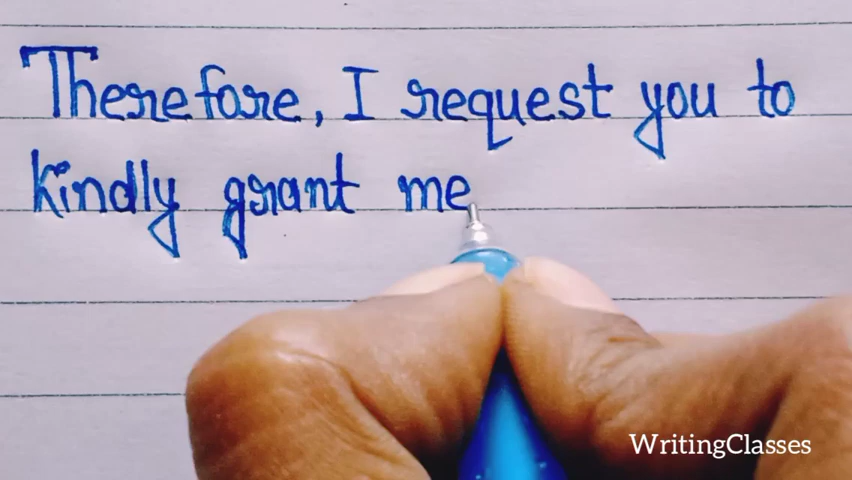 Therefore, I request you to
kindly grant me
WritingClasses